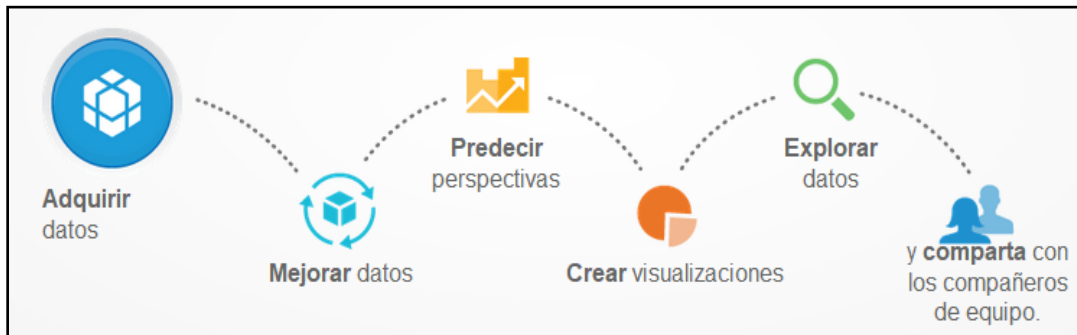 Adquirir
datos
Mejorar datos
Predecir
perspectivas
Crear visualizaciones
Explorar
datos
y comparta con
los compañeros
de equipo.